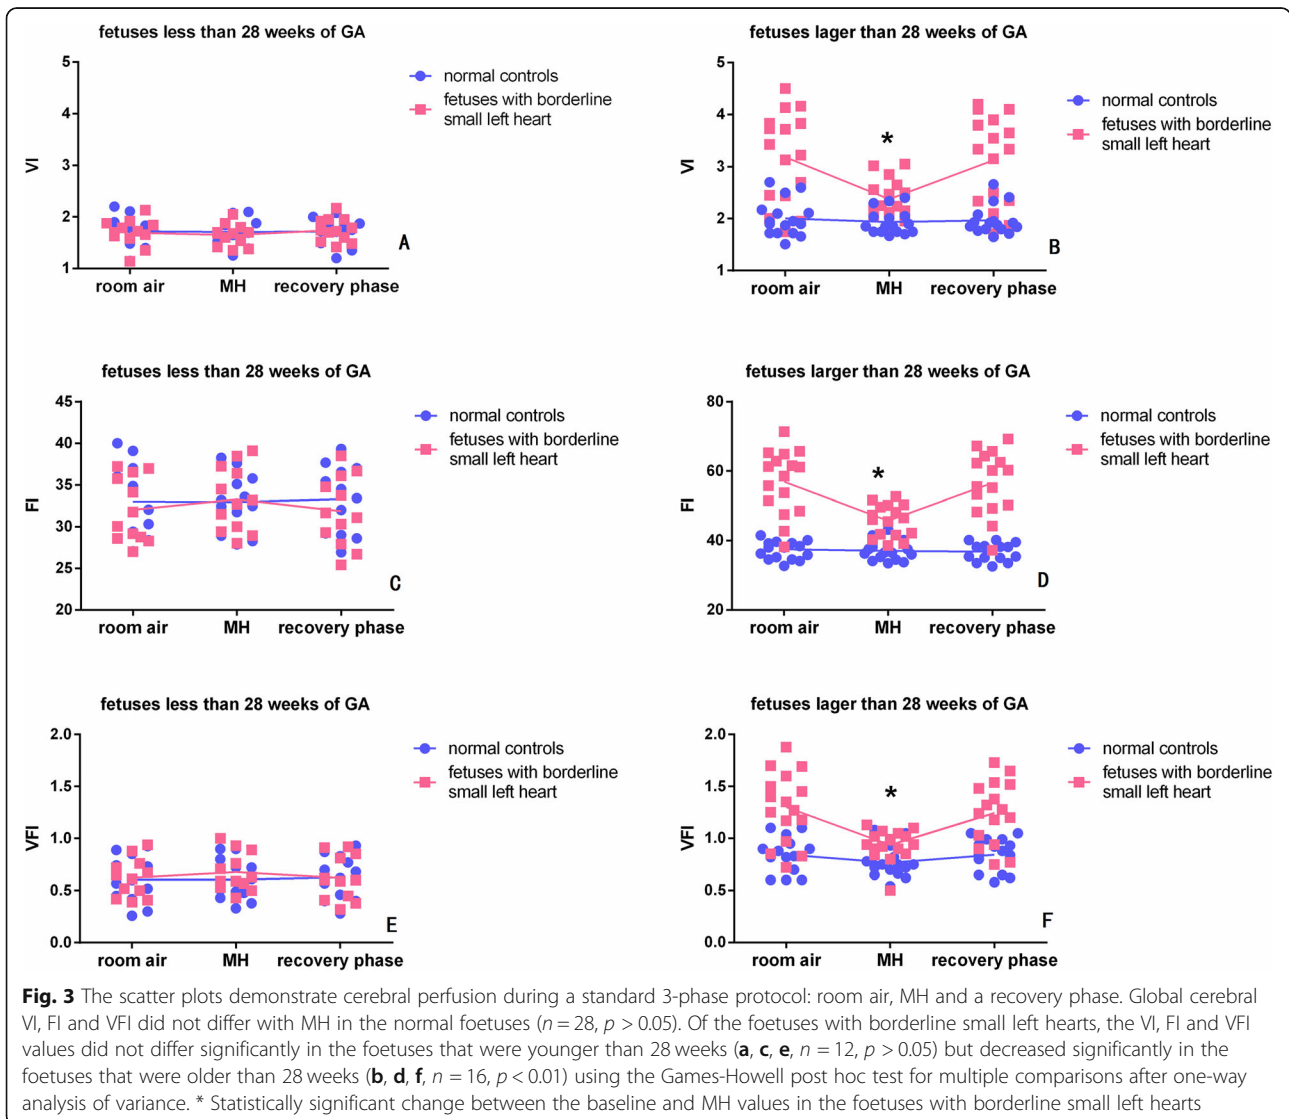 fetuses less than 28 weeks of GA
5
4
3
2
1
VI
normal controls
fetuses with borderline
small left heart
A
room air MH recovery phase
fetuses lager than 28 weeks of GA
5
4
3
2
1
VI
normal controls
fetuses with borderline
small left heart
*
B
room air MH recovery phase
fetuses less than 28 weeks of GA
45
40
35
30
25
20
FI
normal controls
fetuses with borderline
small left heart
C
room air MH recovery phase
fetuses larger than 28 weeks of GA
80
60
40
20
FI
normal controls
fetuses with borderline
small left heart
*
D
room air MH recovery phase
fetuses less than 28 weeks of GA
2.0
1.5
1.0
0.5
0.0
VFI
normal controls
fetuses with borderline
small left heart
E
room air MH recovery phase
fetuses lager than 28 weeks of GA
2.0
1.5
1.0
0.5
0.0
VFI
normal controls
fetuses with borderline
small left heart
*
F
room air MH recovery phase
Fig. 3 The scatter plots demonstrate cerebral perfusion during a standard 3-phase protocol: room air, MH and a recovery phase. Global cerebral
VI, FI and VFI did not differ with MH in the normal foetuses (n = 28, p > 0.05). Of the foetuses with borderline small left hearts, the VI, FI and VFI
values did not differ significantly in the foetuses that were younger than 28 weeks (a, c, e, n = 12, p > 0.05) but decreased significantly in the
foetuses that were older than 28 weeks (b, d, f, n = 16, p < 0.01) using the Games-Howell post hoc test for multiple comparisons after one-way
analysis of variance. * Statistically significant change between the baseline and MH values in the foetuses with borderline small left hearts